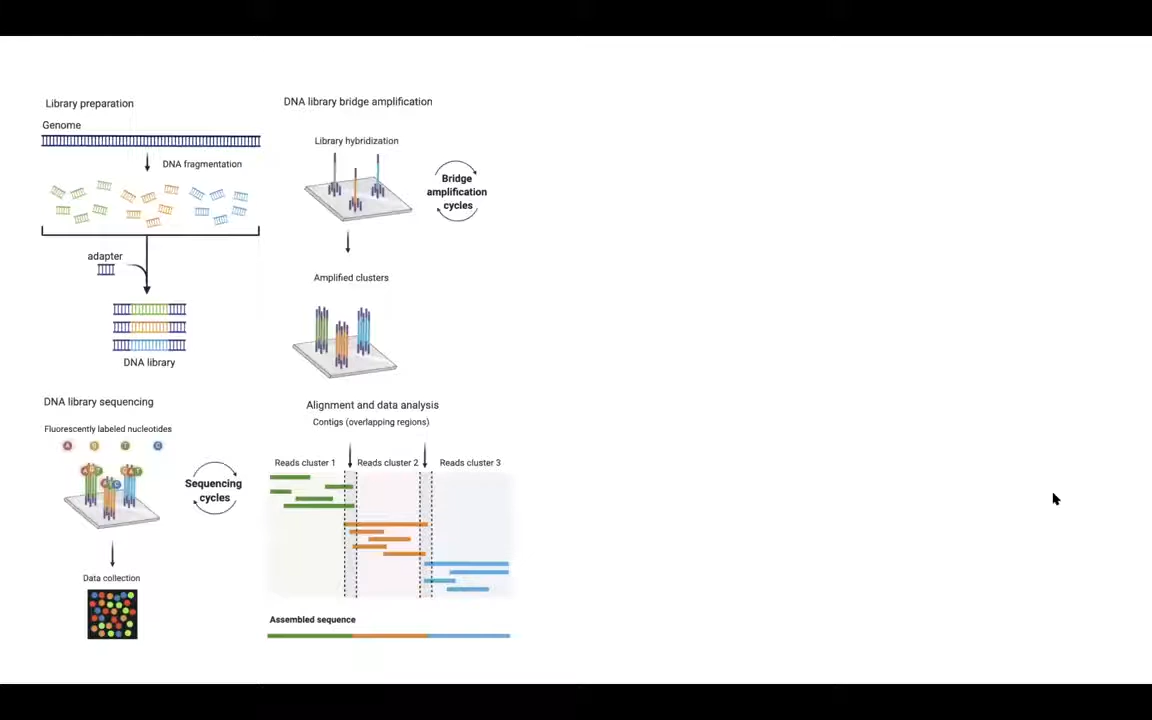 Library preparation
Genome
DNA fragmentation
adapter
DNA library
DNA library bridge amplification
Library hybridization
Bridge
amplification
cycles
Amplified clusters
DNA library sequencing
Fluorescently labeled nucleotides
A
T
Sequencing
cycles
Data collection
Alignment and data analysis
Contigs (overlapping regions)
Reads cluster 1
Reads cluster 2
Reads cluster 3
Assembled sequence